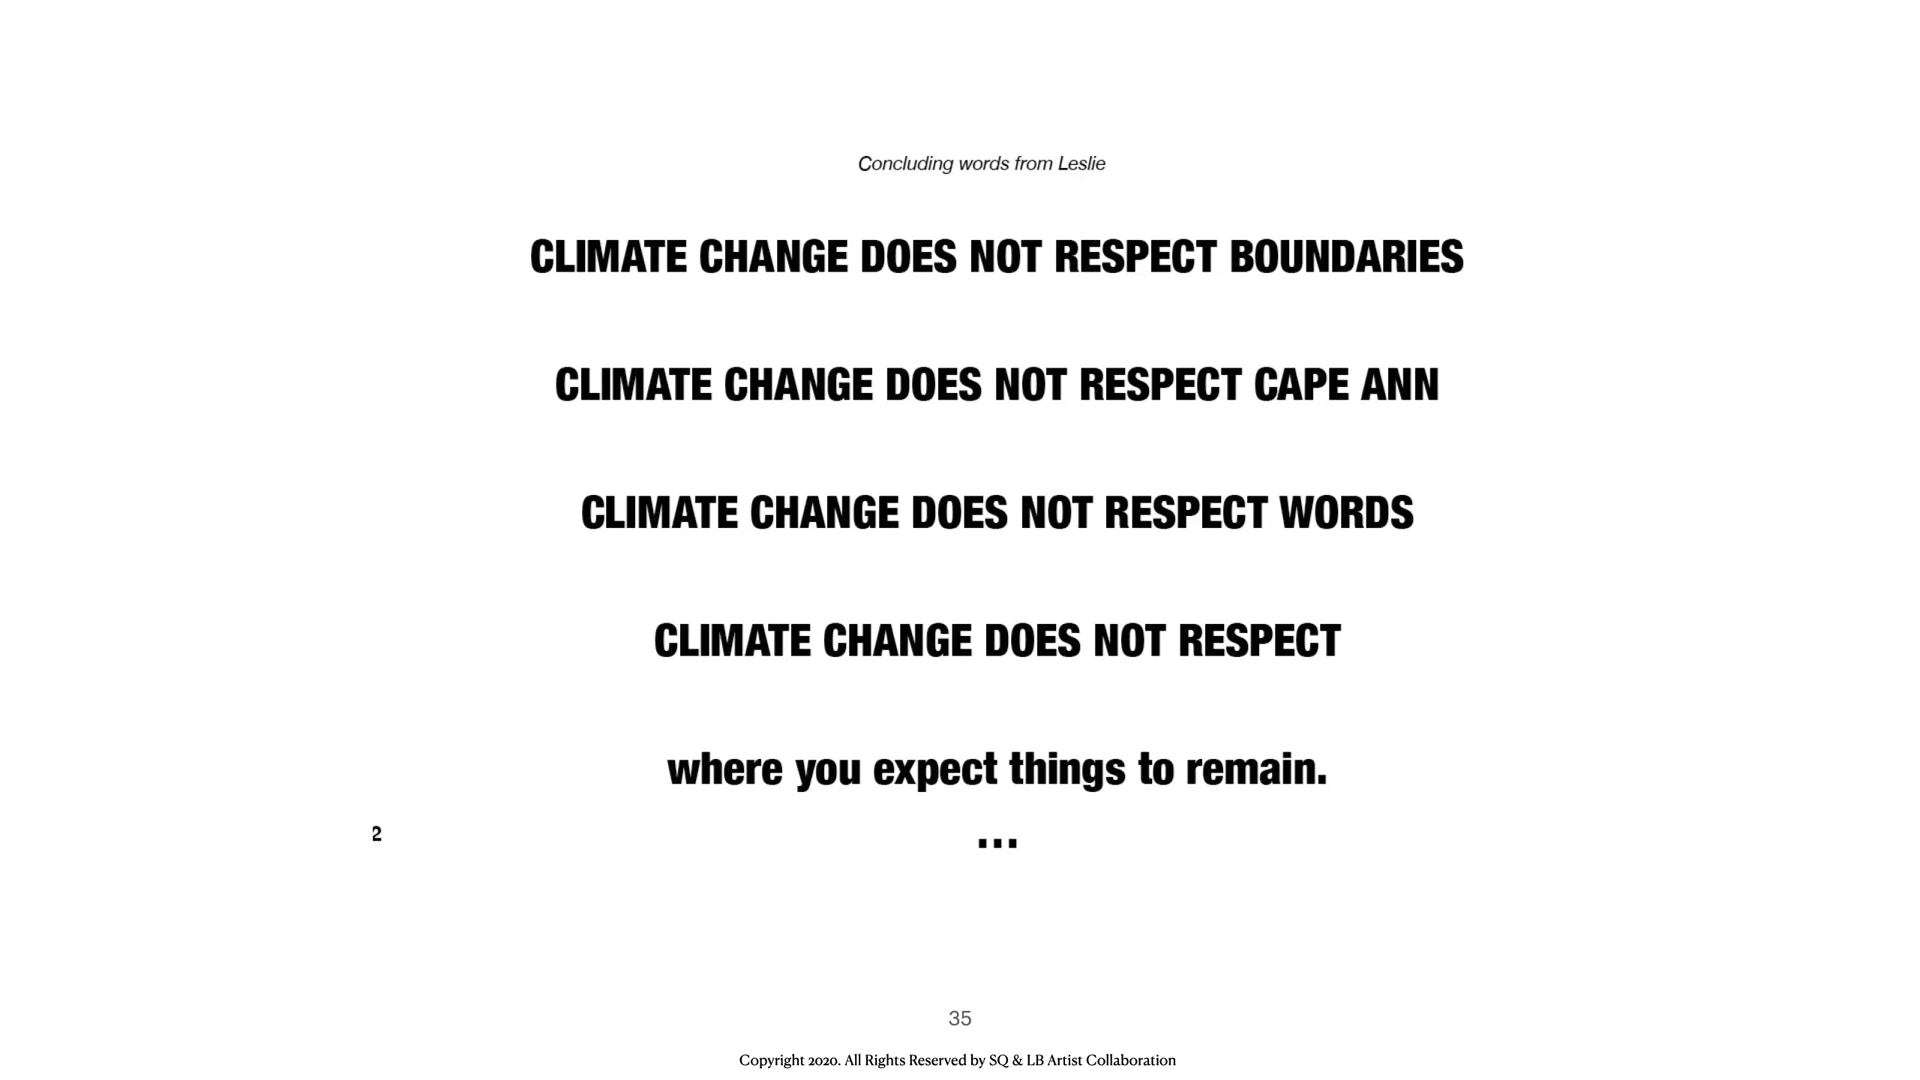 Concluding words from Leslie
CLIMATE CHANGE DOES NOT RESPECT BOUNDARIES
CLIMATE CHANGE DOES NOT RESPECT CAPE ANN
CLIMATE CHANGE DOES NOT RESPECT WORDS
CLIMATE CHANGE DOES NOT RESPECT
where you expect things to remain.
2
...
35
Copyright 2020. All Rights Reserved by SQ & LB Artist Collaboration